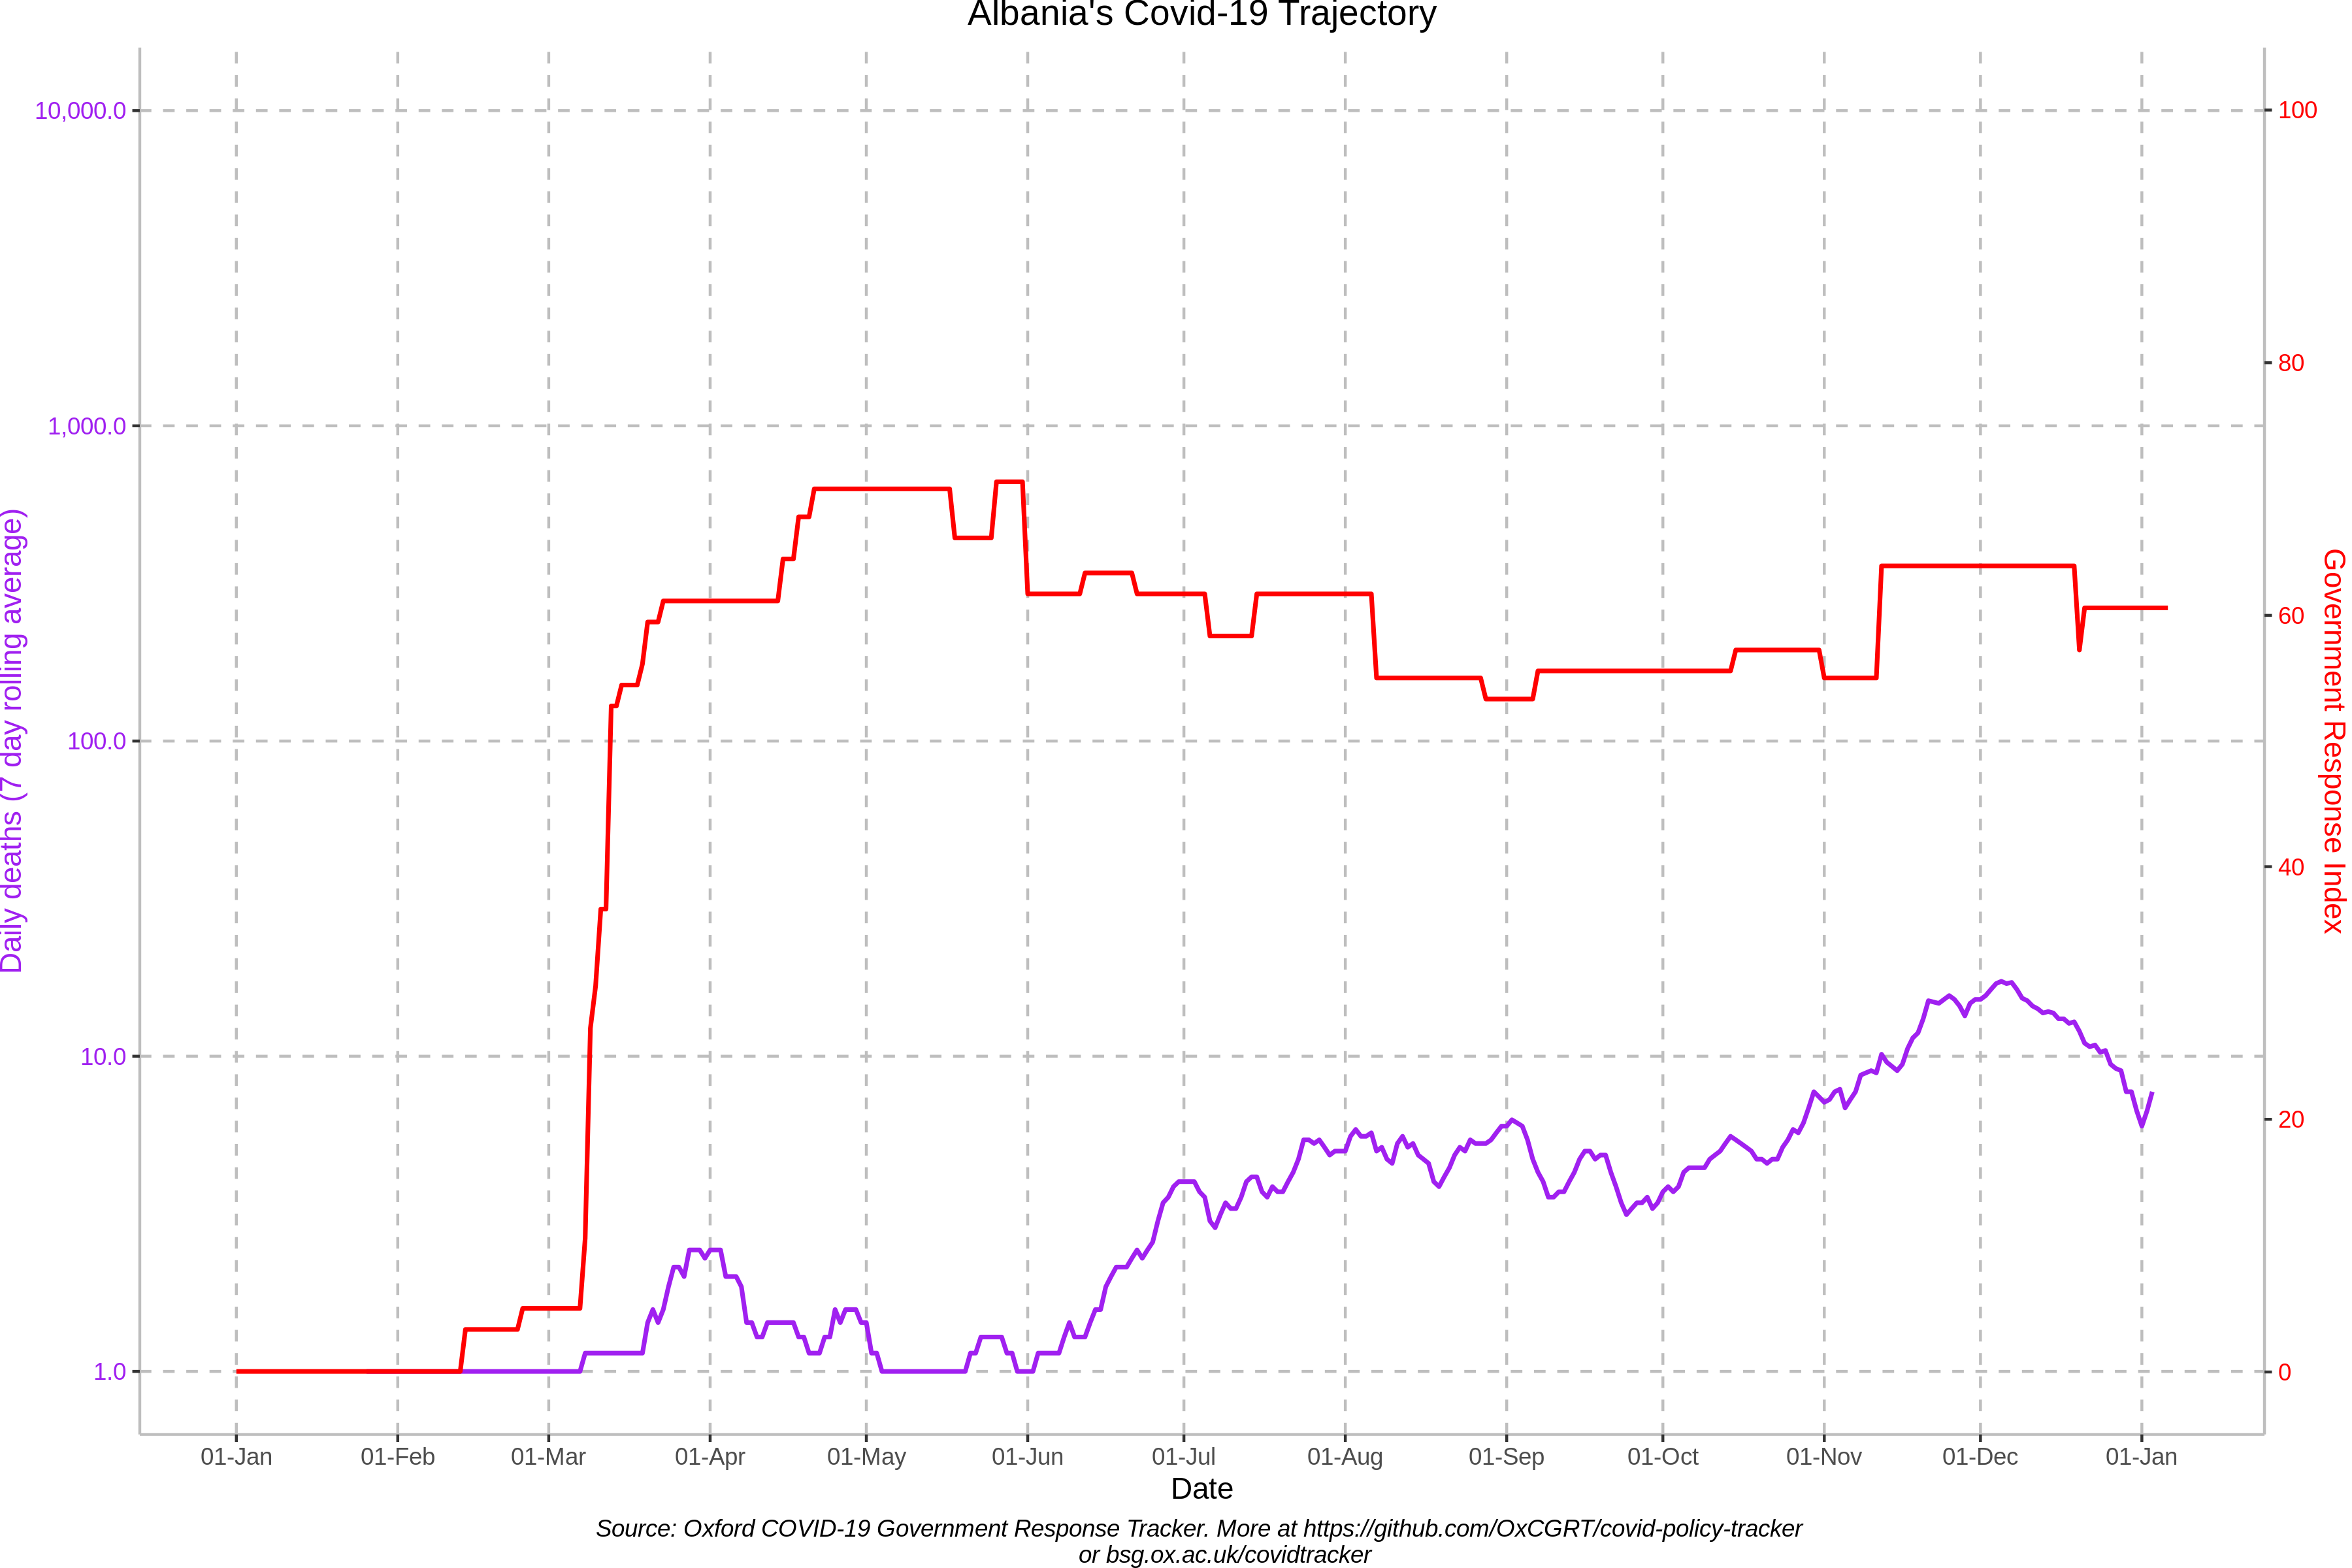 Albania's Covid-19 Trajectory
Daily deaths (7 day rolling average)
10,000.0
1,000.0
100.0
10.0
1.0
100
80
60
40
20
0
Government Response Index
01-Jan 01-Feb 01-Mar 01-Apr 01-May 01-Jun 01-Jul 01-Aug 01-Sep 01-Oct 01-Nov 01-Dec 01-Jan
Date
Source: Oxford COVID-19 Government Response Tracker. More at https://github.com/OxCGRT/covid-policy-tracker
or bsg.ox.ac.uk/covidtracker